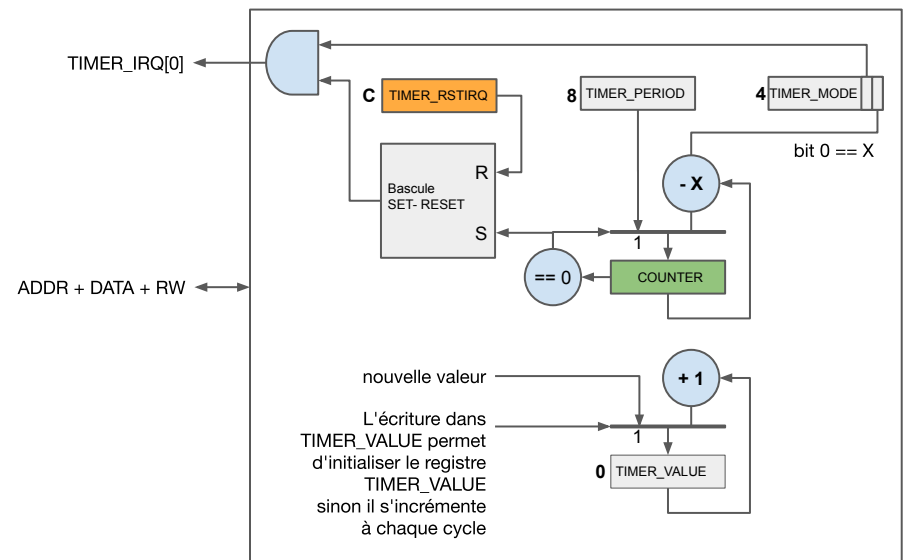 TIMER_IRQ[0]
C
TIMER_RSTIRQ
8
TIMER_PERIOD
4
TIMER_MODE
bit 0 == X
R
Bascule
SET- RESET
S
- X
1
== 0
COUNTER
ADDR + DATA + RW
nouvelle valeur
+ 1
L'écriture dans
TIMER_VALUE permet
d'initialiser le registre
TIMER_VALUE
sinon il s'incrémente
à chaque cycle
1
0
TIMER_VALUE